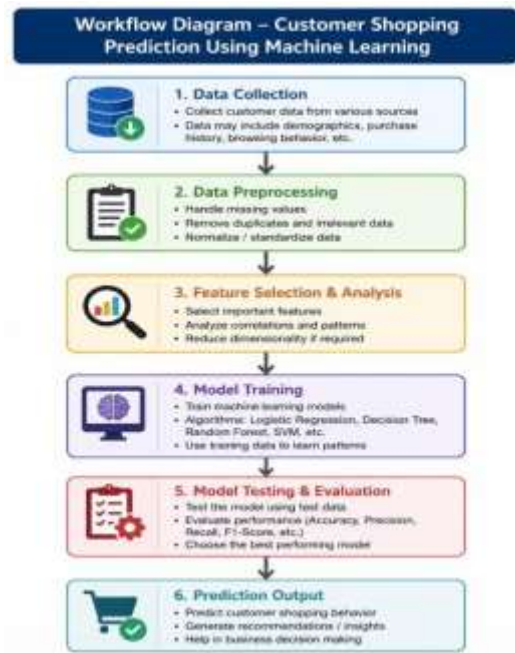 Workflow Diagram – Customer Shopping
Prediction Using Machine Learning
1. Data Collection
• Collect customer data from various sources
• Data may include demographics, purchase
history, browsing behavior, etc.
2. Data Preprocessing
• Handle missing values
• Remove duplicates and irrelevant data
• Normalize / standardize data
3. Feature Selection & Analysis
• Select important features
• Analyze correlations and patterns
• Reduce dimensionality if required
4. Model Training
• Train machine learning models
• Algorithms: Logistic Regression, Decision Tree,
Random Forest, SVM, etc.
• Use training data to learn patterns
5. Model Testing & Evaluation
• Test the model using test data
• Evaluate performance (Accuracy, Precision,
Recall, F1-Score, etc.)
• Choose the best performing model
6. Prediction Output
• Predict customer shopping behavior
• Generate recommendations / insights
• Help in business decision making